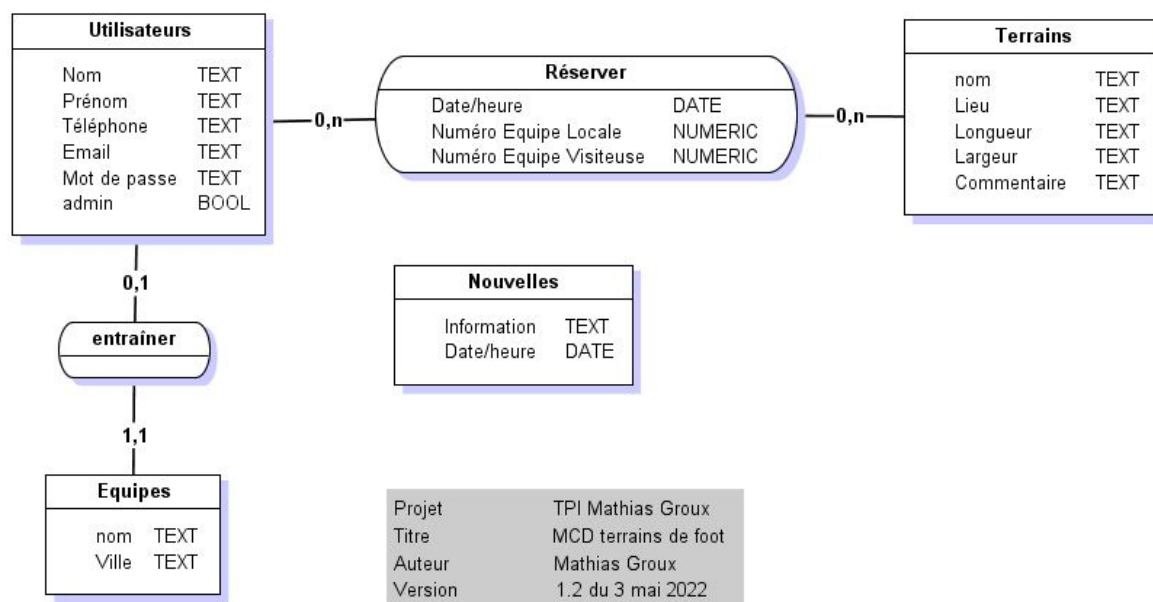 Utilisateurs
Nom TEXT
Prénom TEXT
Téléphone TEXT
Email TEXT
Mot de passe TEXT
admin BOOL
0,n
Réserver
Date/heure DATE
Numéro Equipe Locale NUMERIC
Numéro Equipe Visiteuse NUMERIC
0,n
Terrains
nom TEXT
Lieu TEXT
Longueur TEXT
Largeur TEXT
Commentaire TEXT
0,1
entraîner
1,1
Equipes
nom TEXT
Ville TEXT
Nouvelles
Information TEXT
Date/heure DATE
Projet TPI Mathias Groux
Titre MCD terrains de foot
Auteur Mathias Groux
Version 1.2 du 3 mai 2022